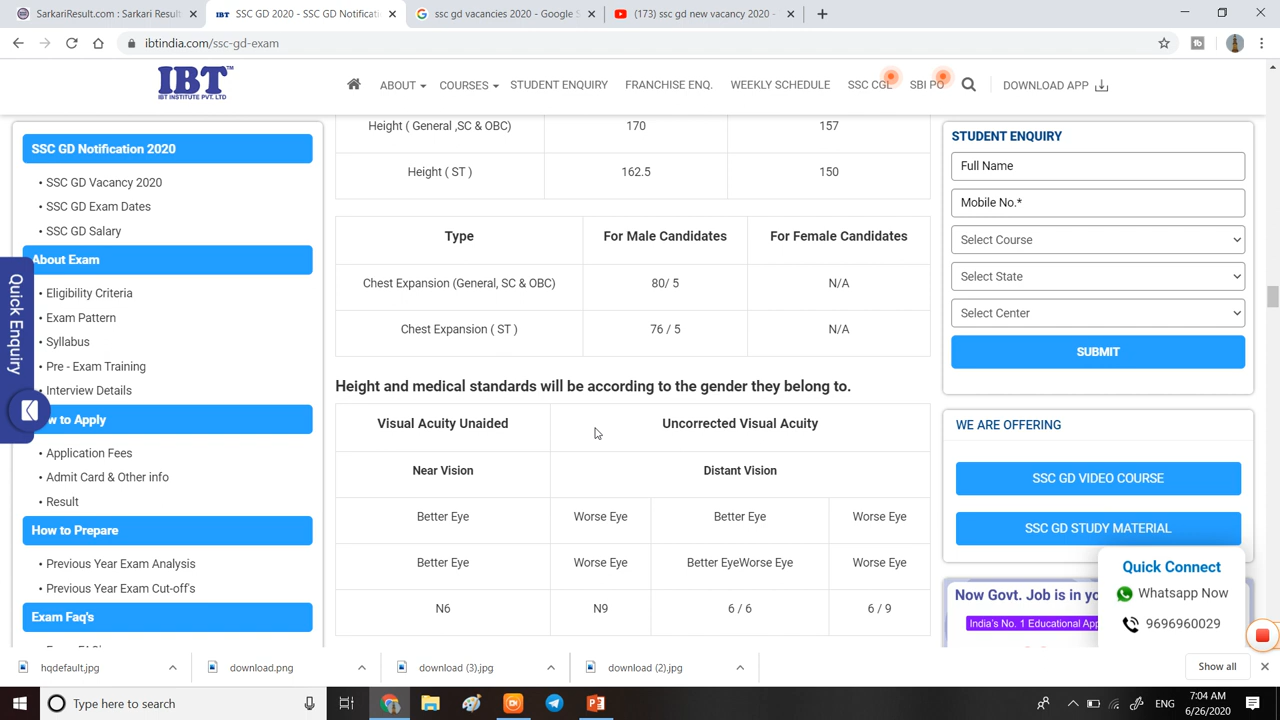 SarkariResult.com : Sarkari Resu
SSC GD 2020 - SSC GD Notificati
ssc gd vacancies 2020 - Google S
(173) ssc gd new vacancy 2020 -
ibtindia.com/ssc-gd-exam
IBT
IBT INSTITUTE PVT. LTD
ABOUT
COURSES
STUDENT ENQUIRY
FRANCHISE ENQ.
WEEKLY SCHEDULE
SSC CGL
SBI PO
DOWNLOAD APP
SSC GD Notification 2020
• SSC GD Vacancy 2020
• SSC GD Exam Dates
• SSC GD Salary
About Exam
• Eligibility Criteria
• Exam Pattern
• Syllabus
• Pre - Exam Training
• Interview Details
w to Apply
• Application Fees
• Admit Card & Other info
• Result
How to Prepare
• Previous Year Exam Analysis
• Previous Year Exam Cut-off's
Exam Faq's
Quick Enquiry
Height ( General ,SC & OBC) 170 157
Height ( ST ) 162.5 150
Type For Male Candidates For Female Candidates
Chest Expansion (General, SC & OBC) 80/ 5 N/A
Chest Expansion ( ST ) 76 / 5 N/A
Height and medical standards will be according to the gender they belong to.
Visual Acuity Unaided Uncorrected Visual Acuity
Near Vision Distant Vision
Better Eye Worse Eye Better Eye Worse Eye
Better Eye Worse Eye Better EyeWorse Eye Worse Eye
N6 N9 6 / 6 6 / 9
STUDENT ENQUIRY
Full Name
Mobile No.*
Select Course
Select State
Select Center
SUBMIT
WE ARE OFFERING
SSC GD VIDEO COURSE
SSC GD STUDY MATERIAL
Now Govt. Job is in yo
India's No. 1 Educational App
Quick Connect
Whatsapp Now
9696960029
hqdefault.jpg
download.png
download (3).jpg
download (2).jpg
Show all
Type here to search
ENG
7:04 AM
6/26/2020